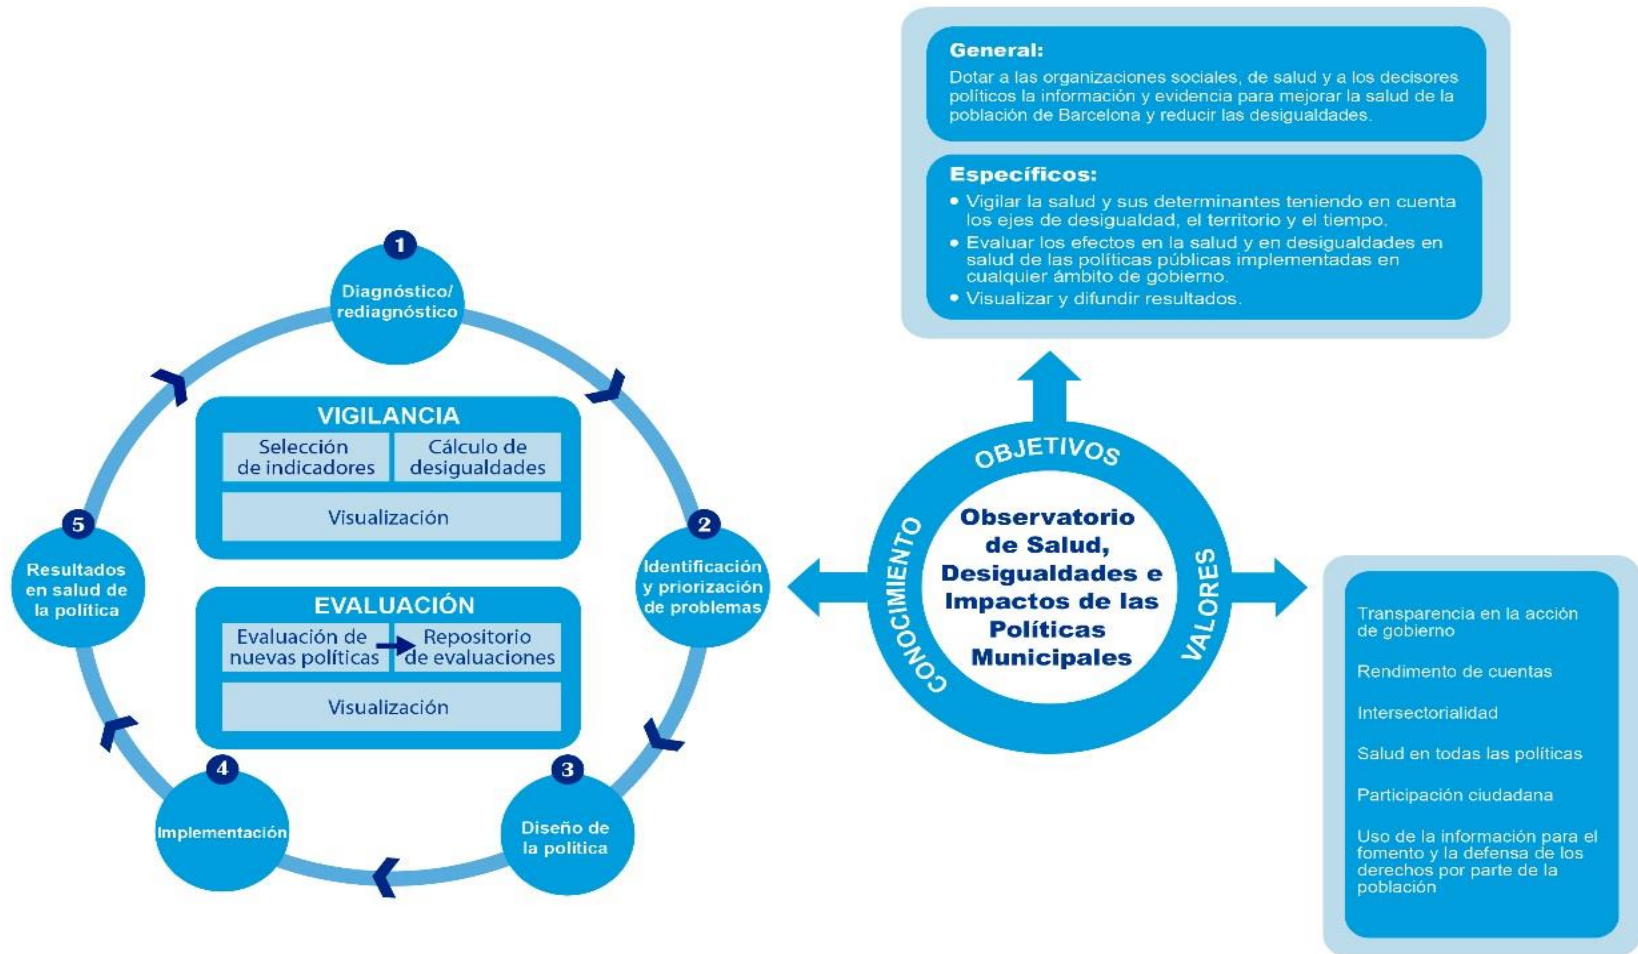 General:
Dotar a las organizaciones sociales, de salud y a los decisores
políticos la información y evidencia para mejorar la salud de la
población de Barcelona y reducir las desigualdades.
Específicos:
• Vigilar la salud y sus determinantes teniendo en cuenta
los ejes de desigualdad, el territorio y el tiempo.
• Evaluar los efectos en la salud y en desigualdades en
salud de las políticas públicas implementadas en
cualquier ámbito de gobierno.
• Visualizar y difundir resultados.
1
Diagnóstico/
rediagnóstico
VIGILANCIA
Selección
de indicadores
Cálculo de
desigualdades
Visualización
2
Identificación
y priorización
de problemas
EVALUACIÓN
Evaluación de
nuevas políticas
Repositorio
de evaluaciones
Visualización
3
Diseño de
la política
4
Implementación
5
Resultados
en salud de
la política
OBJETIVOS
CONOCIMIENTO
VALORES
Observatorio
de Salud,
Desigualdades e
Impactos de las
Políticas
Municipales
Transparencia en la acción
de gobierno
Rendimento de cuentas
Intersectorialidad
Salud en todas las políticas
Participación ciudadana
Uso de la información para el
fomento y la defensa de los
derechos por parte de la
población